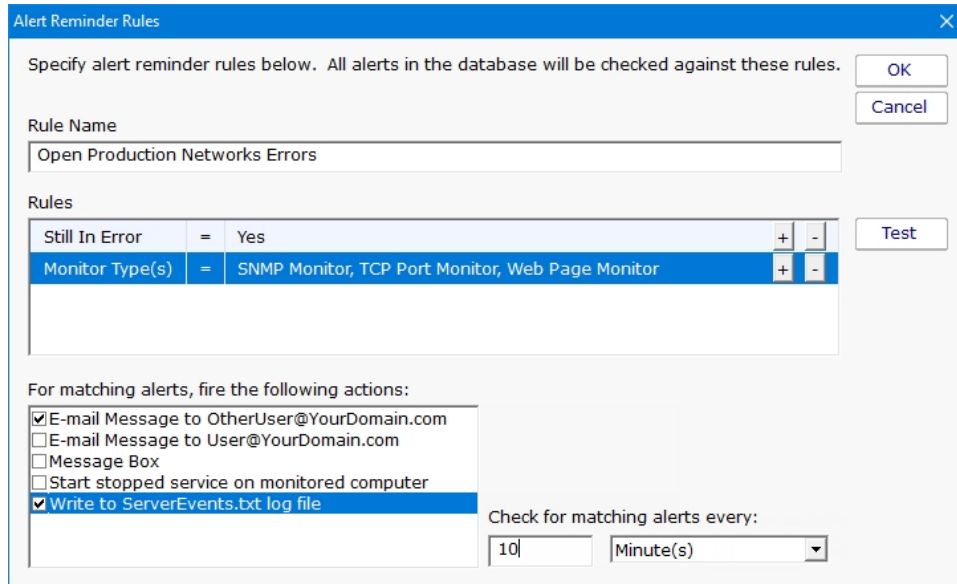 Alert Reminder Rules
Specify alert reminder rules below. All alerts in the database will be checked against these rules.
OK
Cancel
Rule Name
Open Production Networks Errors
Rules
Still In Error = Yes + -
Test
Monitor Type(s) = SNMP Monitor, TCP Port Monitor, Web Page Monitor + -
For matching alerts, fire the following actions:
E-mail Message to OtherUser@YourDomain.com
E-mail Message to User@YourDomain.com
Message Box
Start stopped service on monitored computer
Write to ServerEvents.txt log file
Check for matching alerts every:
10 Minute(s)